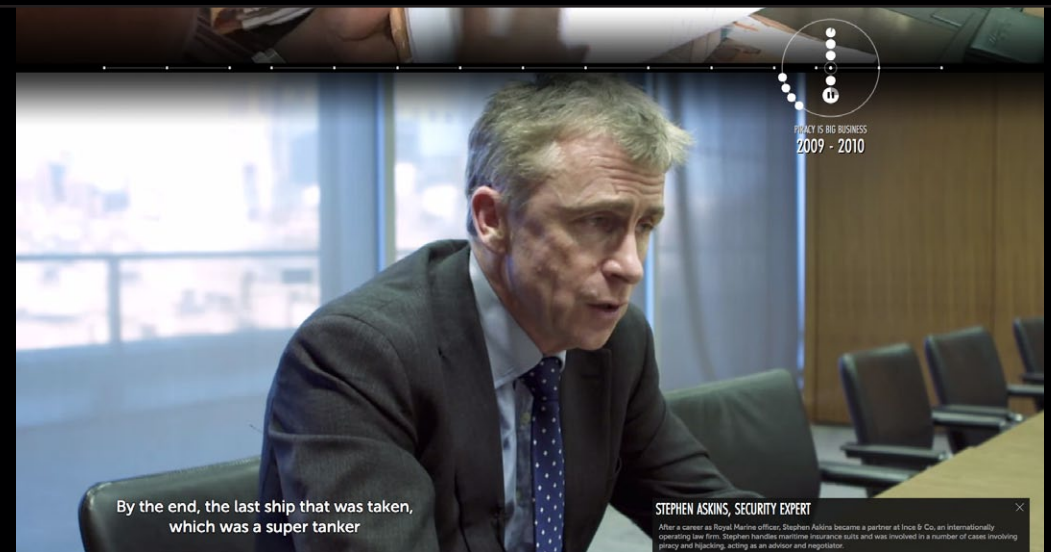 PIRACY IS BIG BUSINESS
2009 - 2010
By the end, the last ship that was taken,
which was a super tanker
STEPHEN ASKINS, SECURITY EXPERT
After a career as Royal Marine officer, Stephen Askins became a partner at Ince & Co, an internationally
operating law firm. Stephen handles maritime insurance suits and was involved in a number of cases involving
piracy and hijacking, acting as an advisor and negotiator.